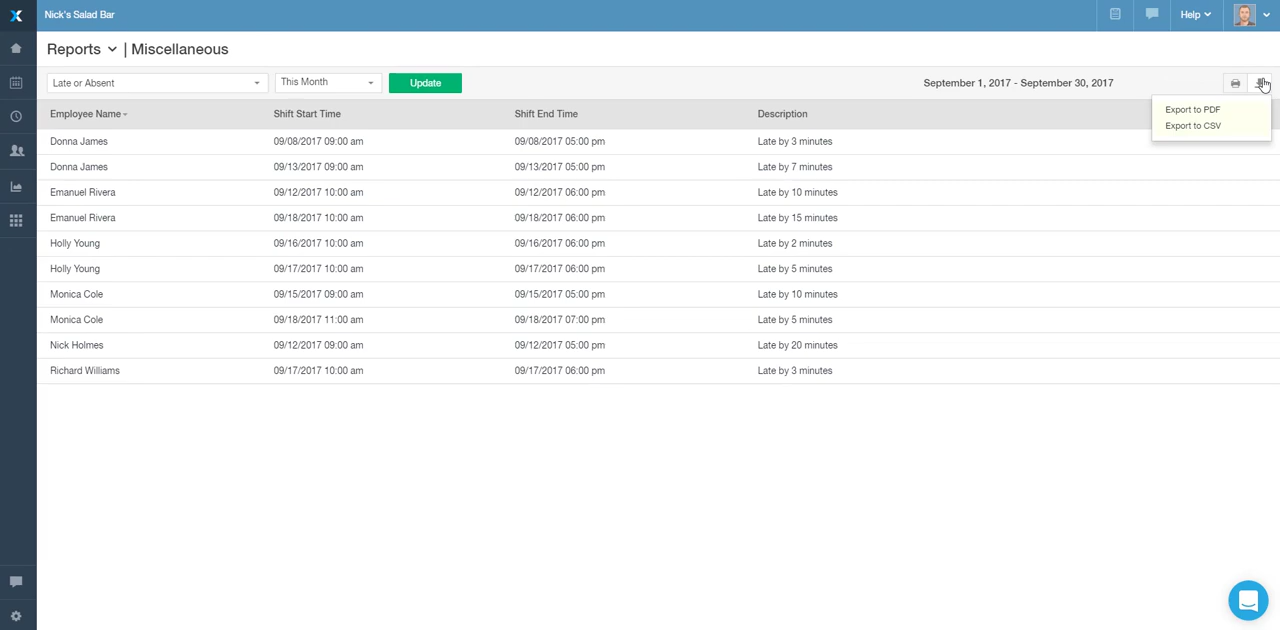 Nick's Salad Bar
Help
Reports | Miscellaneous
Late or Absent This Month Update September 1, 2017 - September 30, 2017
Export to PDF
Export to CSV
Employee Name Shift Start Time Shift End Time Description
Donna James 09/08/2017 09:00 am 09/08/2017 05:00 pm Late by 3 minutes
Donna James 09/13/2017 09:00 am 09/13/2017 05:00 pm Late by 7 minutes
Emanuel Rivera 09/12/2017 10:00 am 09/12/2017 06:00 pm Late by 10 minutes
Emanuel Rivera 09/18/2017 10:00 am 09/18/2017 06:00 pm Late by 15 minutes
Holly Young 09/16/2017 10:00 am 09/16/2017 06:00 pm Late by 2 minutes
Holly Young 09/17/2017 10:00 am 09/17/2017 06:00 pm Late by 5 minutes
Monica Cole 09/15/2017 09:00 am 09/15/2017 05:00 pm Late by 10 minutes
Monica Cole 09/18/2017 11:00 am 09/18/2017 07:00 pm Late by 5 minutes
Nick Holmes 09/12/2017 09:00 am 09/12/2017 05:00 pm Late by 20 minutes
Richard Williams 09/17/2017 10:00 am 09/17/2017 06:00 pm Late by 3 minutes